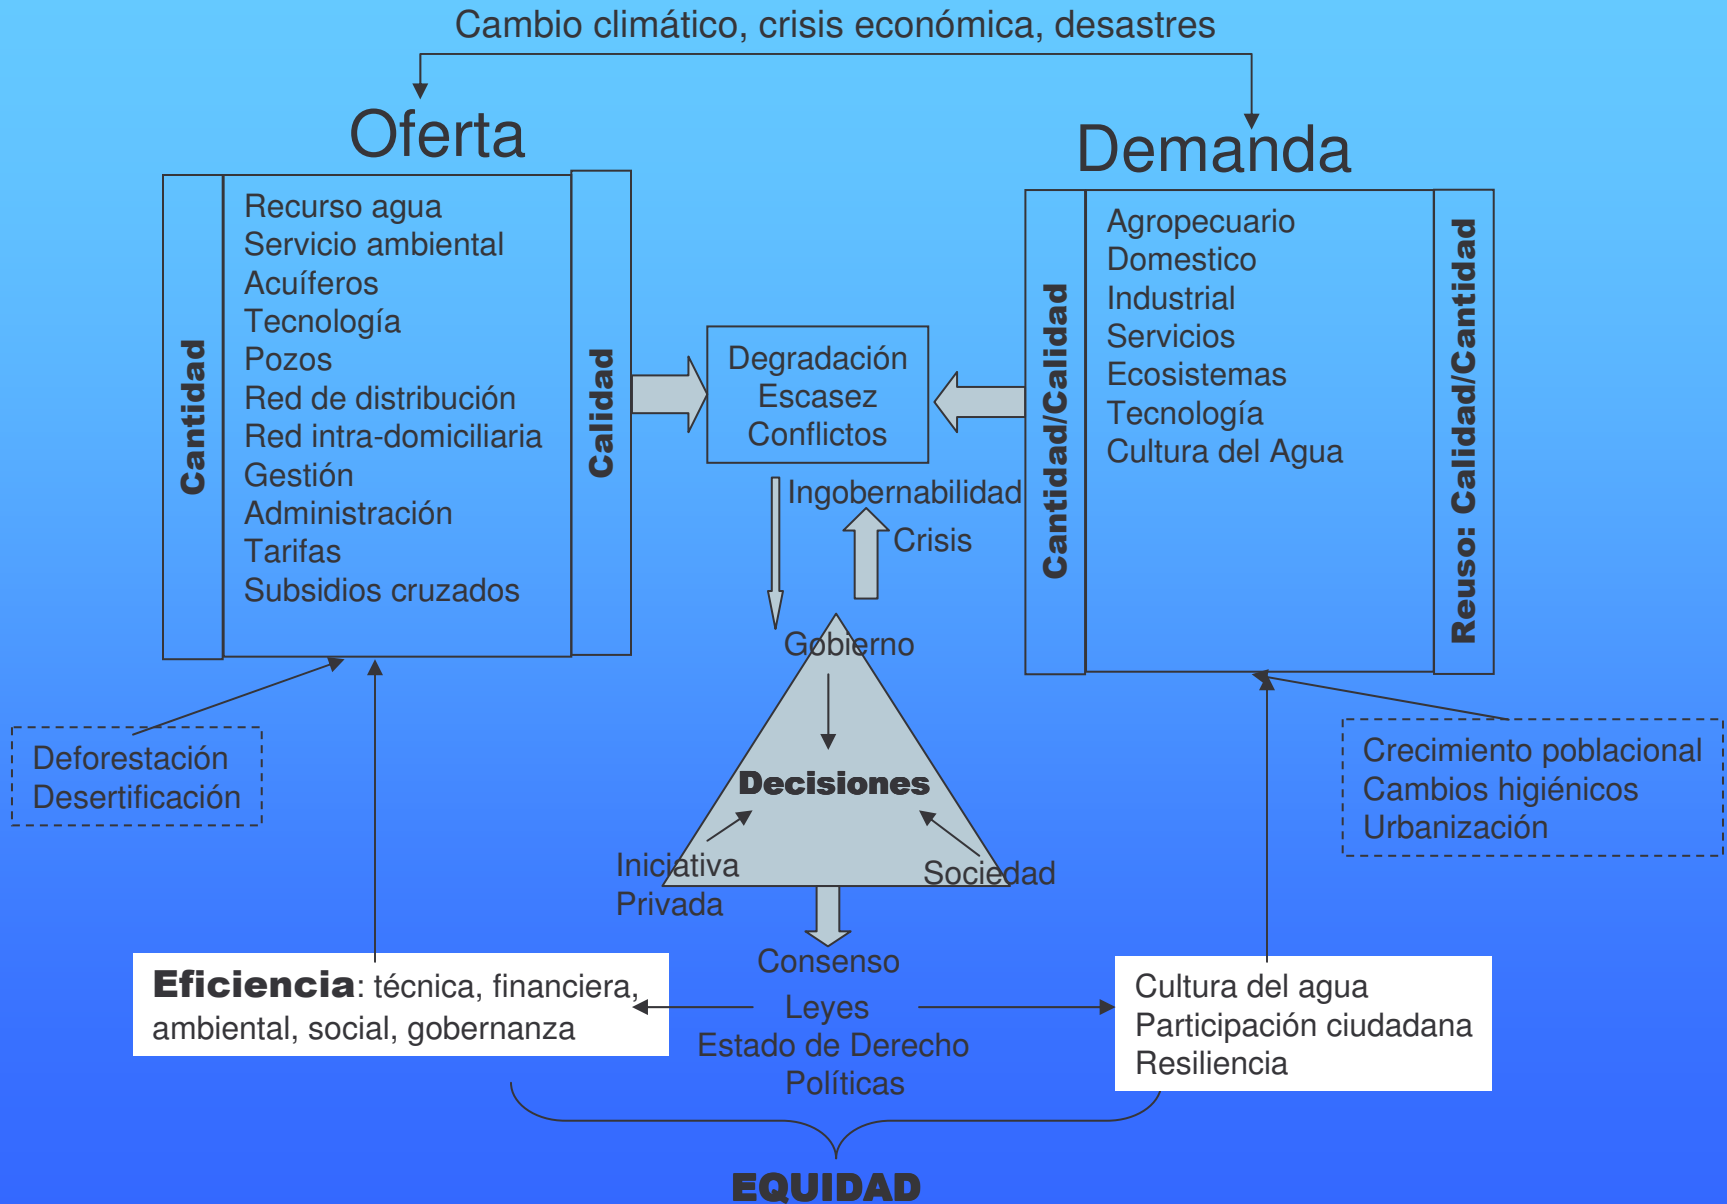 Cambio climático, crisis económica, desastres
Oferta
Demanda
Cantidad
Recurso agua
Servicio ambiental
Acuíferos
Tecnología
Pozos
Red de distribución
Red intra-domiciliaria
Gestión
Administración
Tarifas
Subsidios cruzados
Calidad
Degradación
Escasez
Conflictos
Cantidad/Calidad
Agropecuario
Domestico
Industrial
Servicios
Ecosistemas
Tecnología
Cultura del Agua
Reuso: Calidad/Cantidad
Ingobernabilidad
Crisis
Gobierno
Decisiones
Iniciativa
Privada
Sociedad
Deforestación
Desertificación
Crecimiento poblacional
Cambios higiénicos
Urbanización
Eficiencia: técnica, financiera,
ambiental, social, gobernanza
Consenso
Leyes
Estado de Derecho
Políticas
Cultura del agua
Participación ciudadana
Resiliencia
EQUIDAD